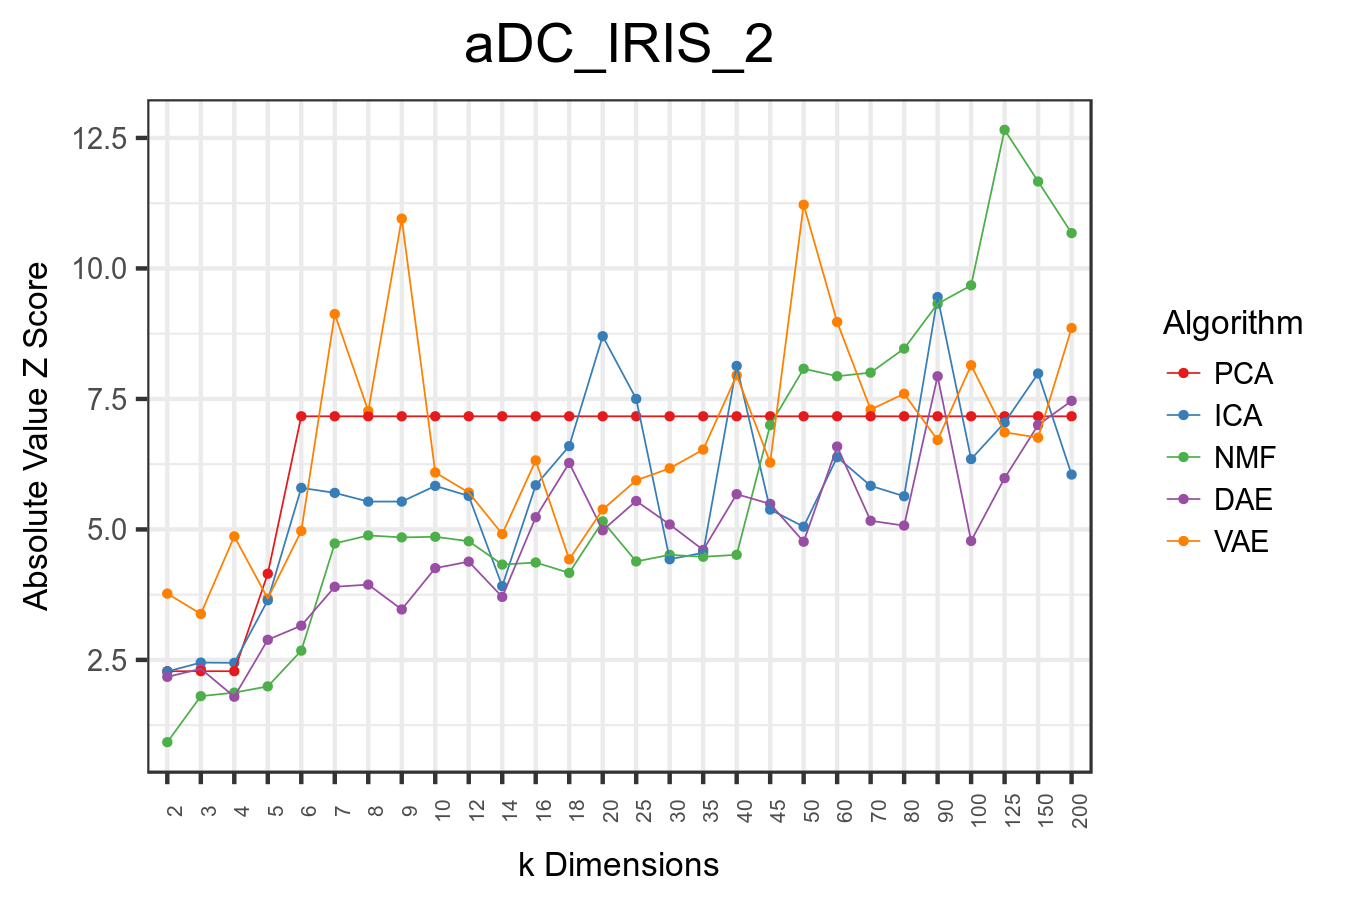 aDC_IRIS_2
Absolute Value Z Score
12.5
10.0
7.5
5.0
2.5
2 3 4 5 6 7 8 9 10 12 14 16 18 20 25 30 35 40 45 50 60 70 80 90 100 125 150 200
k Dimensions
Algorithm
PCA
ICA
NMF
DAE
VAE